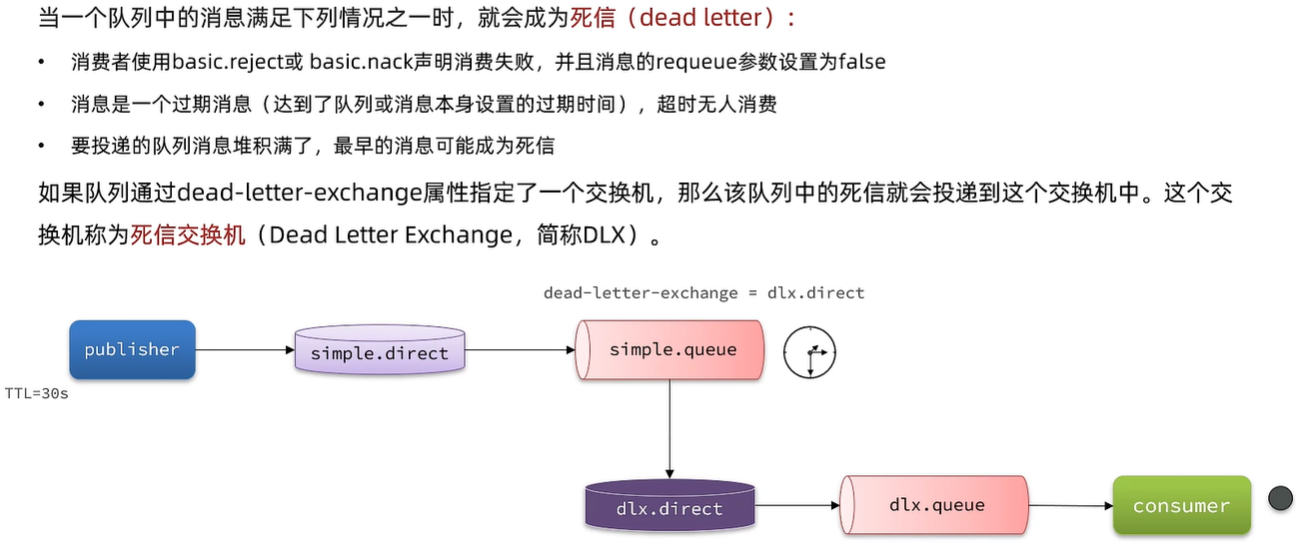 当一个队列中的消息满足下列情况之一时，就会成为死信（dead letter）：
• 消费者使用basic.reject或 basic.nack声明消费失败，并且消息的requeue参数设置为false
• 消息是一个过期消息（达到了队列或消息本身设置的过期时间），超时无人消费
• 要投递的队列消息堆积满了，最早的消息可能成为死信
如果队列通过dead-letter-exchange属性指定了一个交换机，那么该队列中的死信就会投递到这个交换机中。这个交
换机称为死信交换机（Dead Letter Exchange，简称DLX）。
dead-letter-exchange = dlx.direct
publisher
simple.direct
simple.queue
TTL=30s
dlx.direct
dlx.queue
consumer